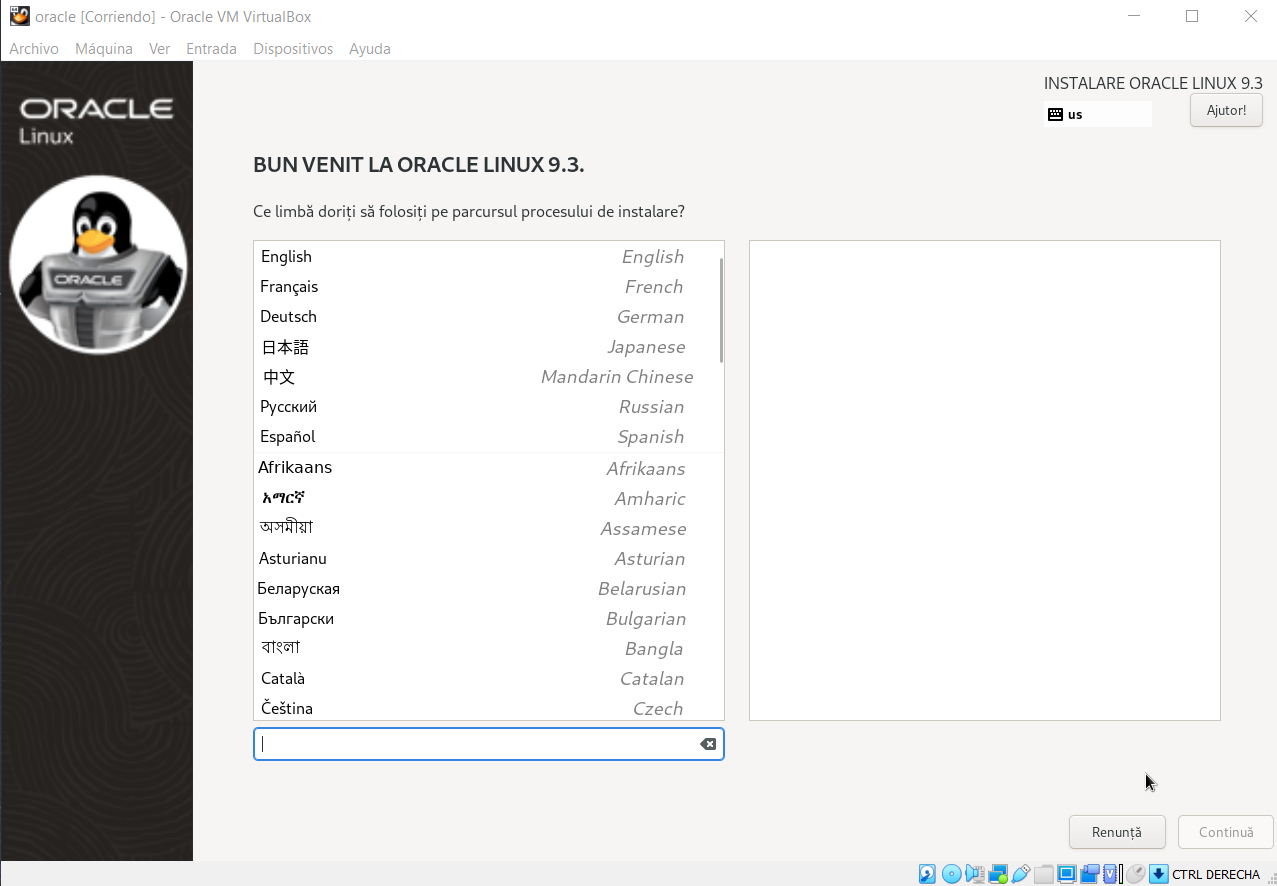 oracle [Corriendo] - Oracle VM VirtualBox
Archivo Máquina Ver Entrada Dispositivos Ayuda
ORACLE
Linux
ORACLE
INSTALARE ORACLE LINUX 9.3
us
Ajutor!
BUN VENIT LA ORACLE LINUX 9.3.
Ce limbă doriți să folosiți pe parcursul procesului de instalare?
English English
Français French
Deutsch German
日本語 Japanese
中文 Mandarin Chinese
Русский Russian
Español Spanish
Afrikaans Afrikaans
አማርኛ Amharic
অসমীয়া Assamese
Asturianu Asturian
Беларуская Belarusian
Български Bulgarian
বাংলা Bangla
Català Catalan
Čeština Czech
Renunță
Continuă
CTRL DERECHA